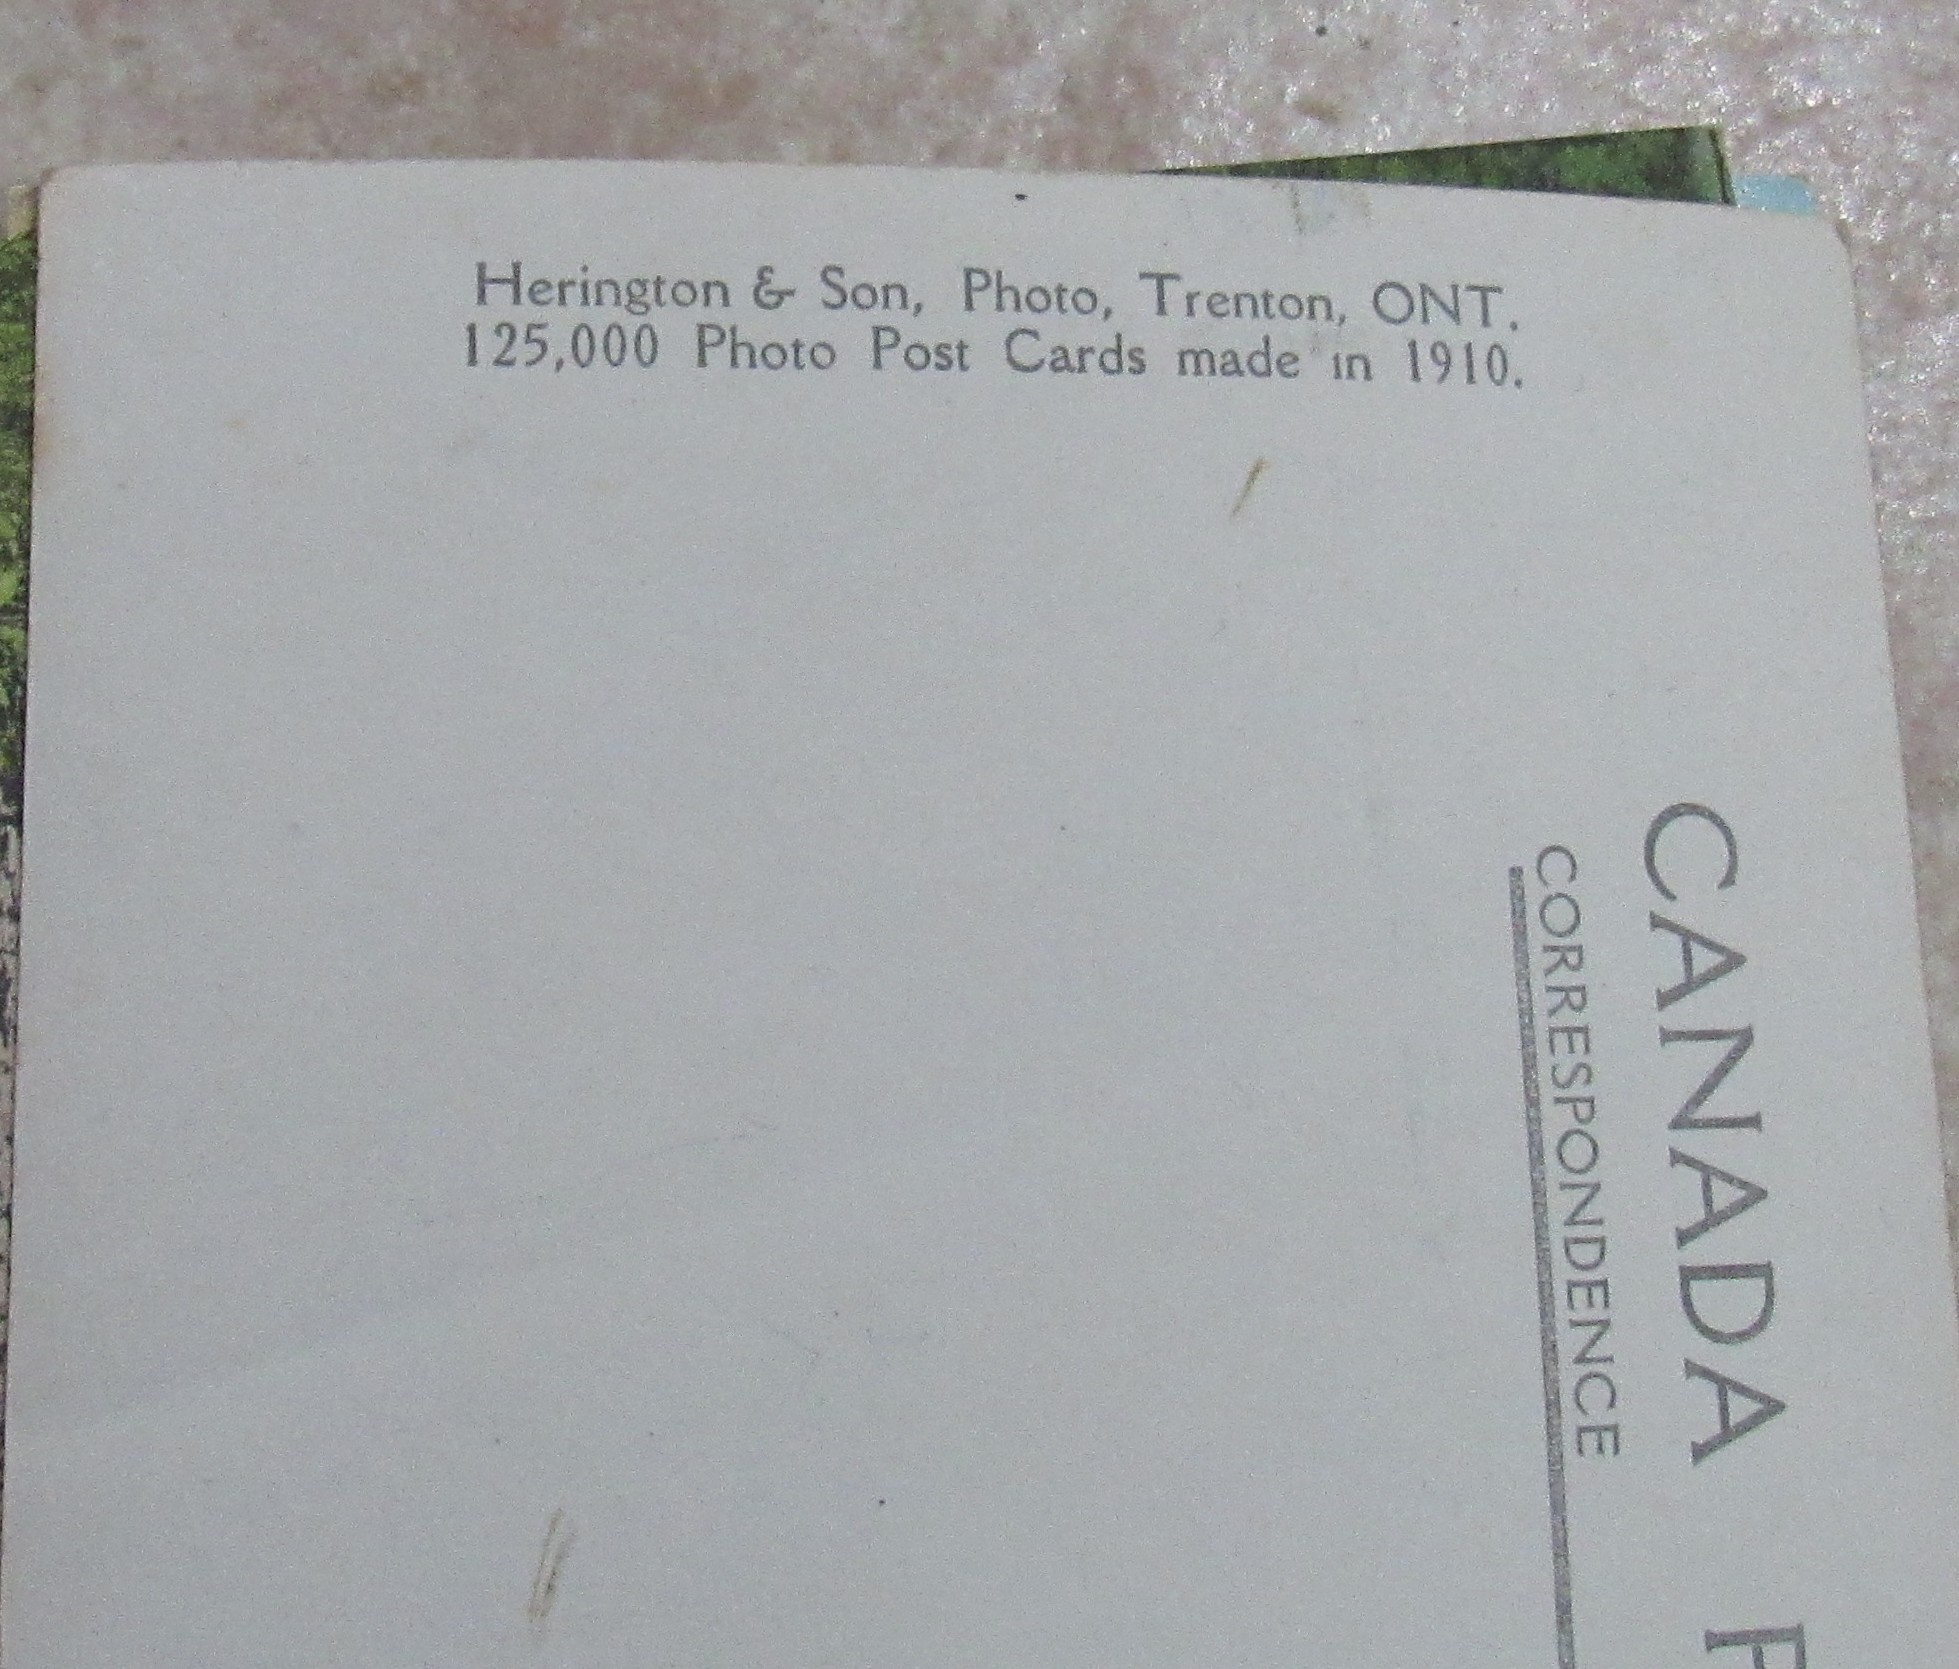 Herington & Son, Photo, Trenton, ONT.
125,000 Photo Post Cards made in 1910.
CANADA P
CORRESPONDENCE